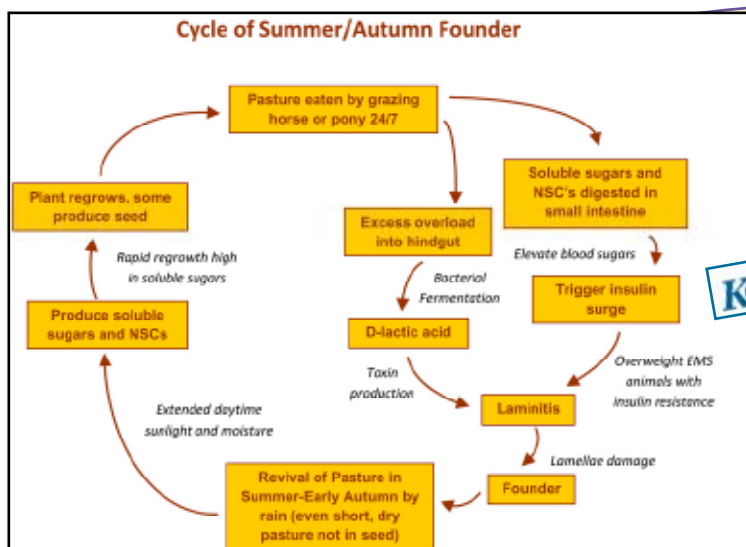 Cycle of Summer/Autumn Founder
Pasture eaten by grazing
horse or pony 24/7
Soluble sugars and
NSC's digested in
small intestine
Plant regrows, some
produce seed
Excess overload
into hindgut
Rapid regrowth high
in soluble sugars
Elevate blood sugars
Bacterial
Fermentation
Trigger insulin
surge
K
Produce soluble
sugars and NSCs
D-lactic acid
Toxin
production
Overweight EMS
animals with
insulin resistance
Extended daytime
sunlight and moisture
Laminitis
Lamellae damage
Revival of Pasture in
Summer-Early Autumn by
rain (even short, dry
pasture not in seed)
Founder